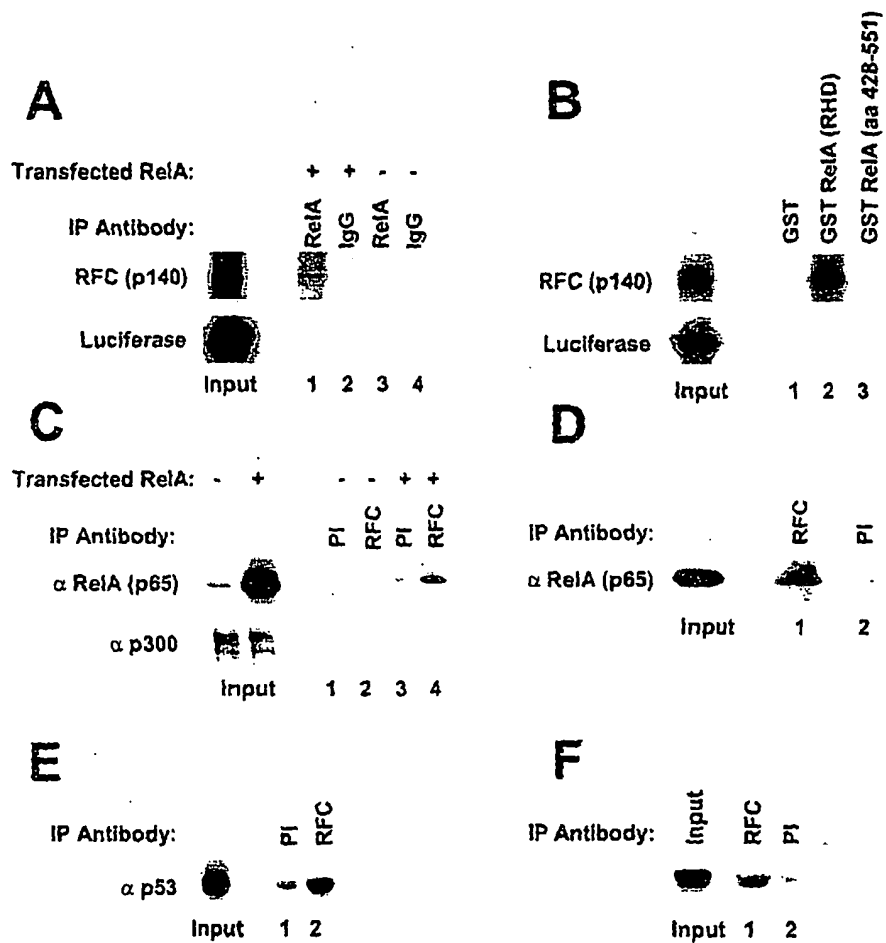 A
Transfected RelA: + + - -
IP Antibody: RelA IgG RelA IgG
RFC (p140)
Luciferase
Input 1 2 3 4
B
GST GST RelA (RHD) GST RelA (aa 428-551)
RFC (p140)
Luciferase
Input 1 2 3
C
Transfected RelA: - + - - + +
IP Antibody: PI RFC PI RFC
α RelA (p65)
α p300
Input 1 2 3 4
D
IP Antibody: RFC PI
α RelA (p65)
Input 1 2
E
IP Antibody: PI RFC
α p53
Input 1 2
F
IP Antibody: Input RFC PI
Input 1 2